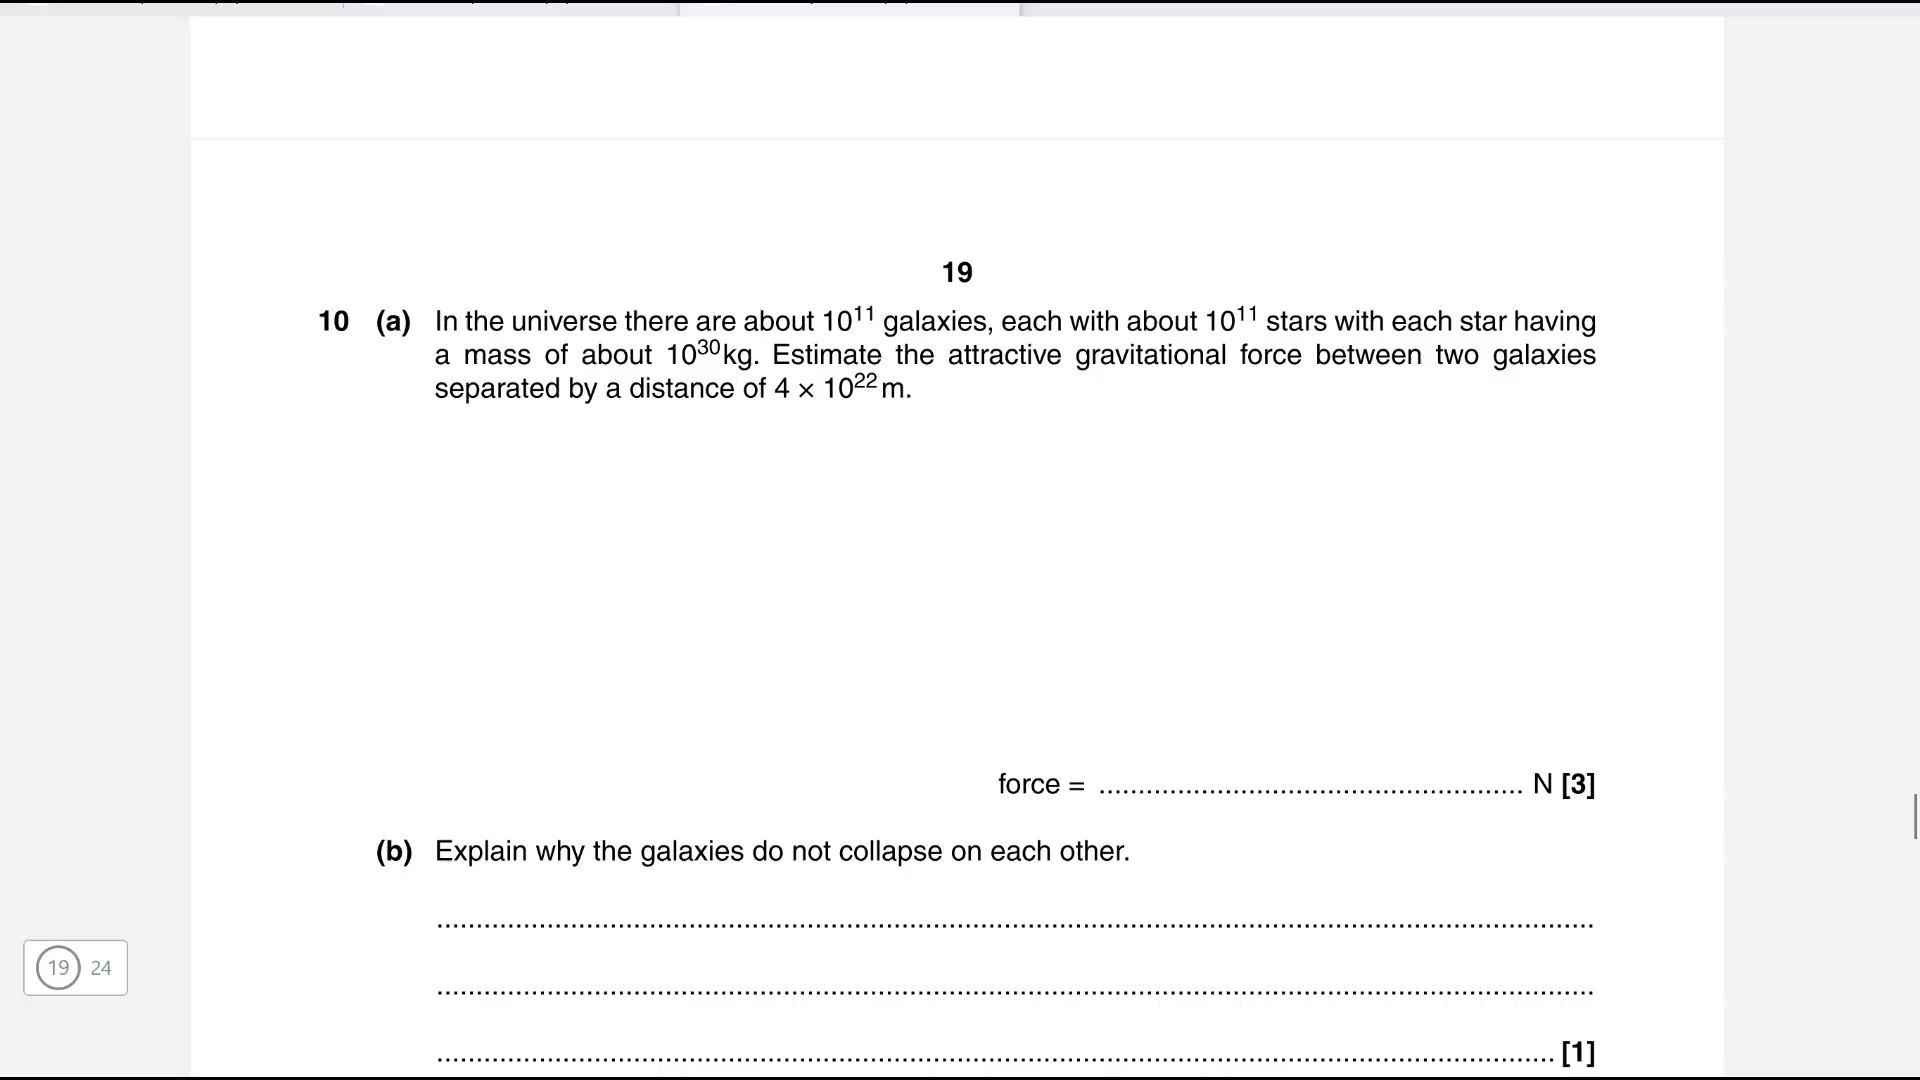 19
10 (a) In the universe there are about 10¹¹ galaxies, each with about 10¹¹ stars with each star having
a mass of about 10³⁰ kg. Estimate the attractive gravitational force between two galaxies
separated by a distance of 4 × 10²² m.
force = .................................................... N [3]
(b) Explain why the galaxies do not collapse on each other.
..........................................................................................
..........................................................................................
.......................................................................................... [1]
19 24